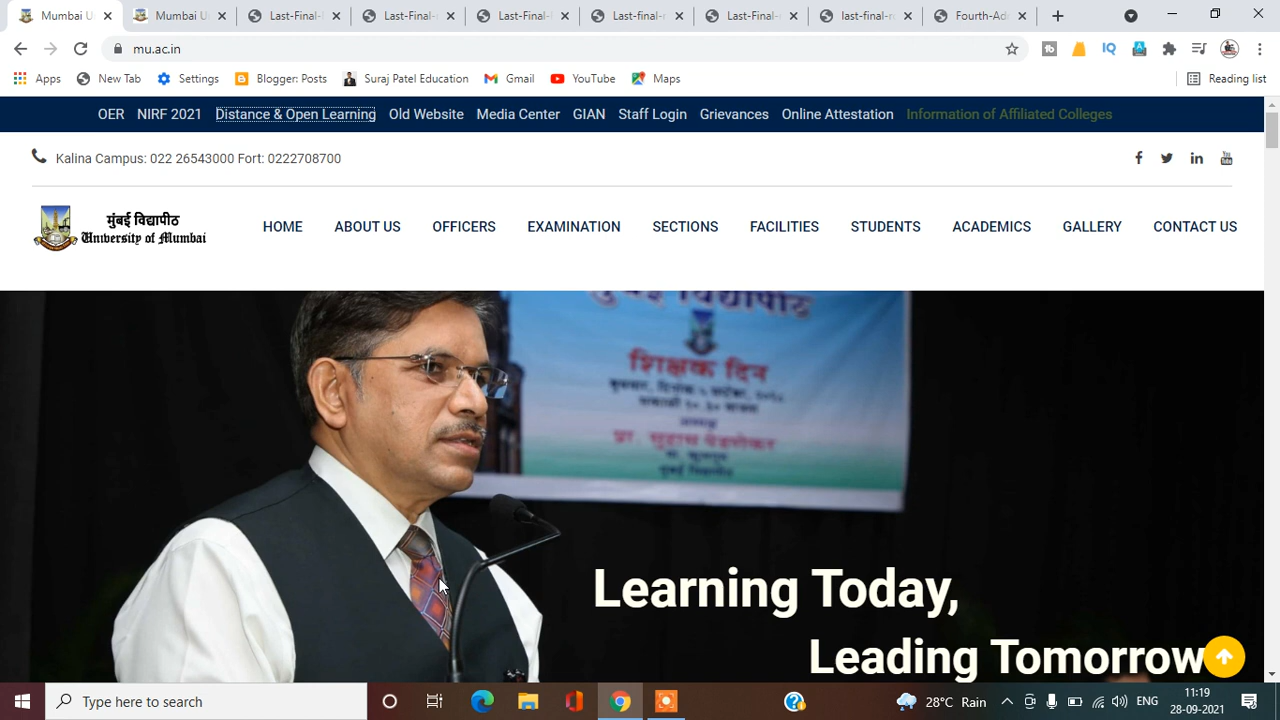 Mumbai U
Mumbai U
Last-Final-
Last-Final-
Last-Final-
Last-final-
Last-Final-
last-final-r
Fourth-Ad
mu.ac.in
Apps
New Tab
Settings
Blogger: Posts
Suraj Patel Education
Gmail
YouTube
Maps
Reading list
OER NIRF 2021 Distance & Open Learning Old Website Media Center GIAN Staff Login Grievances Online Attestation Information of Affiliated Colleges
Kalina Campus: 022 26543000 Fort: 0222708700
मुंबई विद्यापीठ
University of Mumbai
HOME ABOUT US OFFICERS EXAMINATION SECTIONS FACILITIES STUDENTS ACADEMICS GALLERY CONTACT US
मुंबई विद्यापीठ
शिक्षक दिन
मुंबई विद्यापीठ
Learning Today,
Leading Tomorrow
Type here to search
28°C Rain
ENG
11:19
28-09-2021